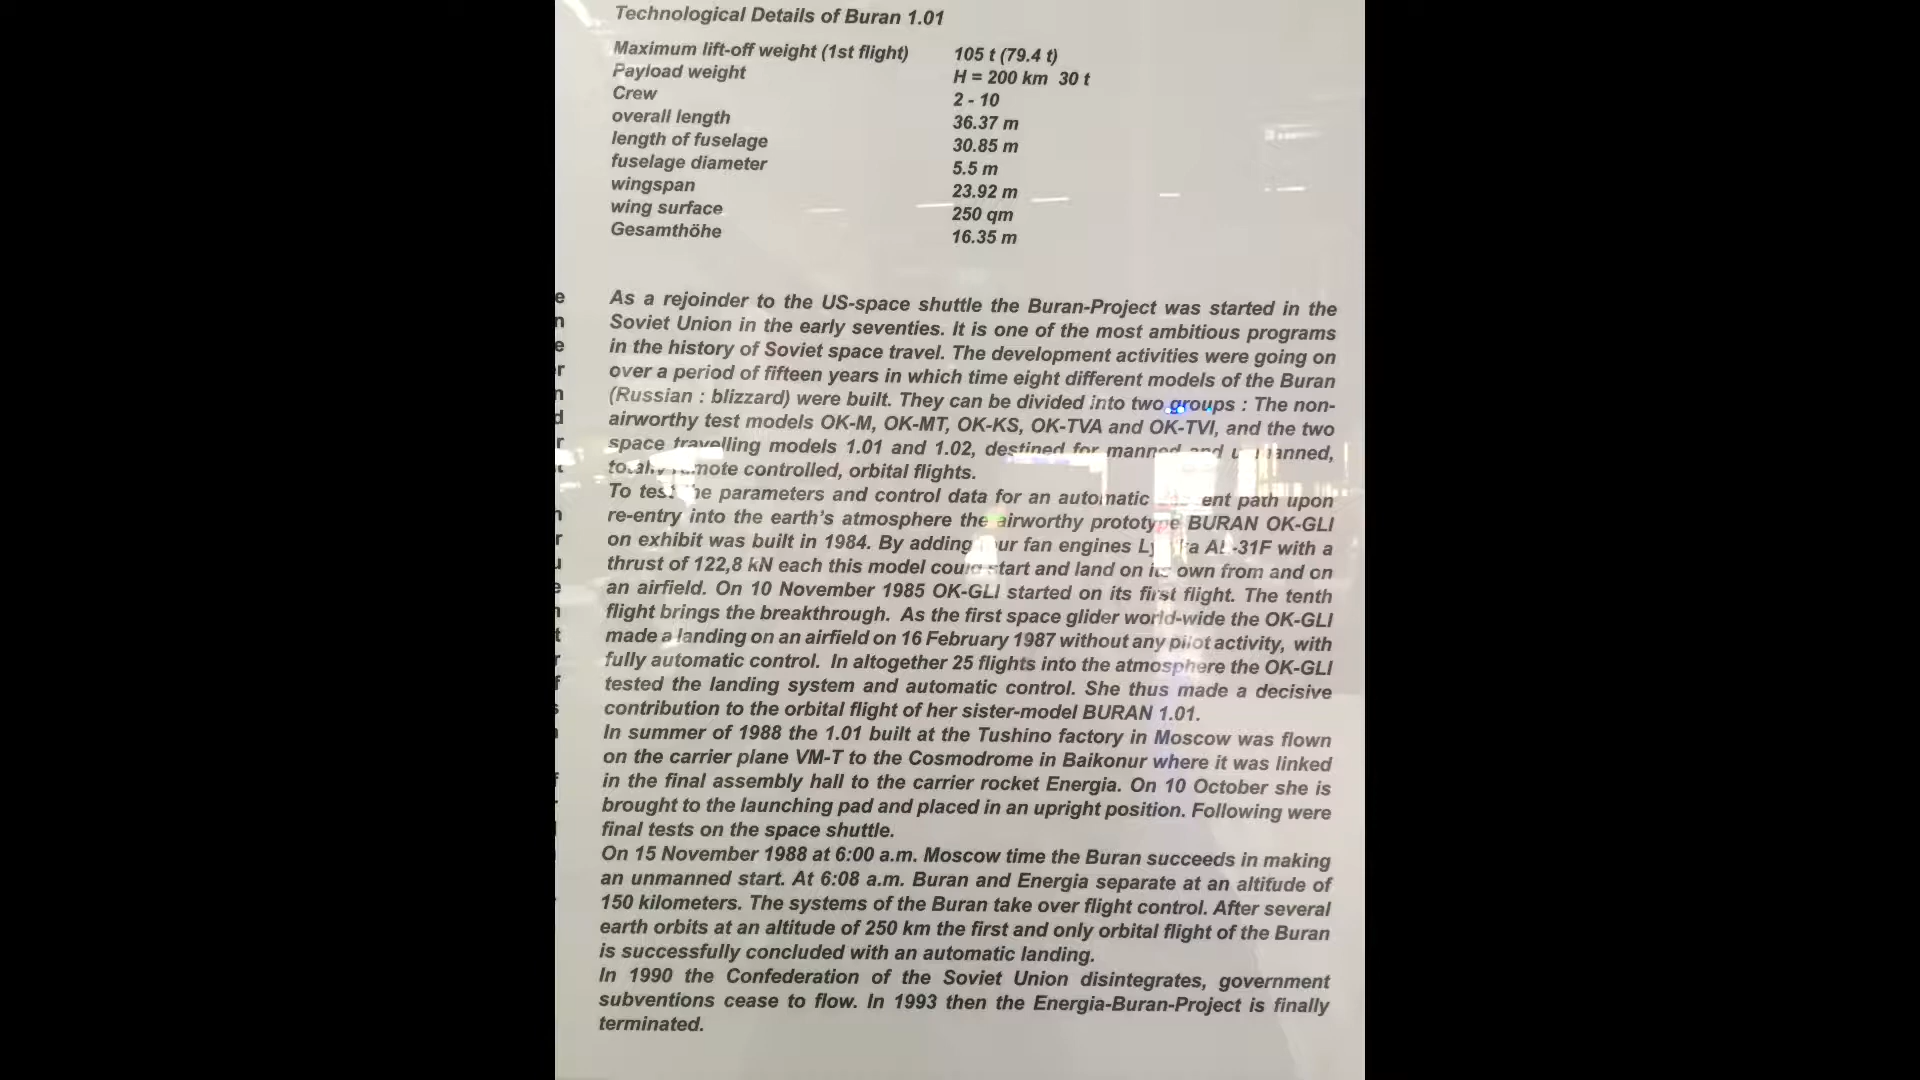 Technological Details of Buran 1.01
Maximum lift-off weight (1st flight) 105 t (79.4 t)
Payload weight H = 200 km 30 t
Crew 2 - 10
overall length 36.37 m
length of fuselage 30.85 m
fuselage diameter 5.5 m
wingspan 23.92 m
wing surface 250 qm
Gesamthöhe 16.35 m
As a rejoinder to the US-space shuttle the Buran-Project was started in the
Soviet Union in the early seventies. It is one of the most ambitious programs
in the history of Soviet space travel. The development activities were going on
over a period of fifteen years in which time eight different models of the Buran
(Russian : blizzard) were built. They can be divided into two groups : The non-
airworthy test models OK-M, OK-MT, OK-KS, OK-TVA and OK-TVI, and the two
space travelling models 1.01 and 1.02, destined for manned and unmanned,
totally remote controlled, orbital flights.
To test the parameters and control data for an automatic path upon
re-entry into the earth's atmosphere the airworthy prototype BURAN OK-GLI
on exhibit was built in 1984. By adding four fan engines AL-31F with a
thrust of 122,8 kN each this model could start and land on its own from and on
an airfield. On 10 November 1985 OK-GLI started on its first flight. The tenth
flight brings the breakthrough. As the first space glider world-wide the OK-GLI
made a landing on an airfield on 16 February 1987 without any pilot activity, with
fully automatic control. In altogether 25 flights into the atmosphere the OK-GLI
tested the landing system and automatic control. She thus made a decisive
contribution to the orbital flight of her sister-model BURAN 1.01.
In summer of 1988 the 1.01 built at the Tushino factory in Moscow was flown
on the carrier plane VM-T to the Cosmodrome in Baikonur where it was linked
in the final assembly hall to the carrier rocket Energia. On 10 October she is
brought to the launching pad and placed in an upright position. Following were
final tests on the space shuttle.
On 15 November 1988 at 6:00 a.m. Moscow time the Buran succeeds in making
an unmanned start. At 6:08 a.m. Buran and Energia separate at an altitude of
150 kilometers. The systems of the Buran take over flight control. After several
earth orbits at an altitude of 250 km the first and only orbital flight of the Buran
is successfully concluded with an automatic landing.
In 1990 the Confederation of the Soviet Union disintegrates, government
subventions cease to flow. In 1993 then the Energia-Buran-Project is finally
terminated.